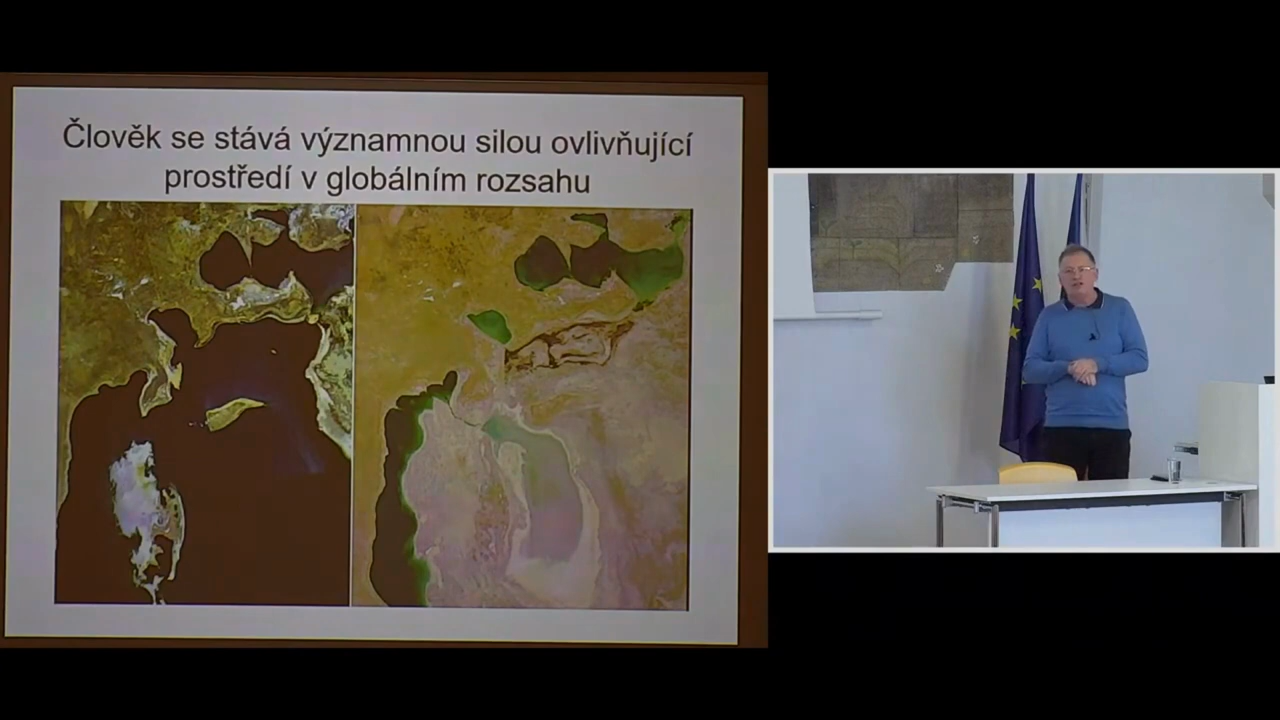 Člověk se stává významnou silou ovlivňující
prostředí v globálním rozsahu